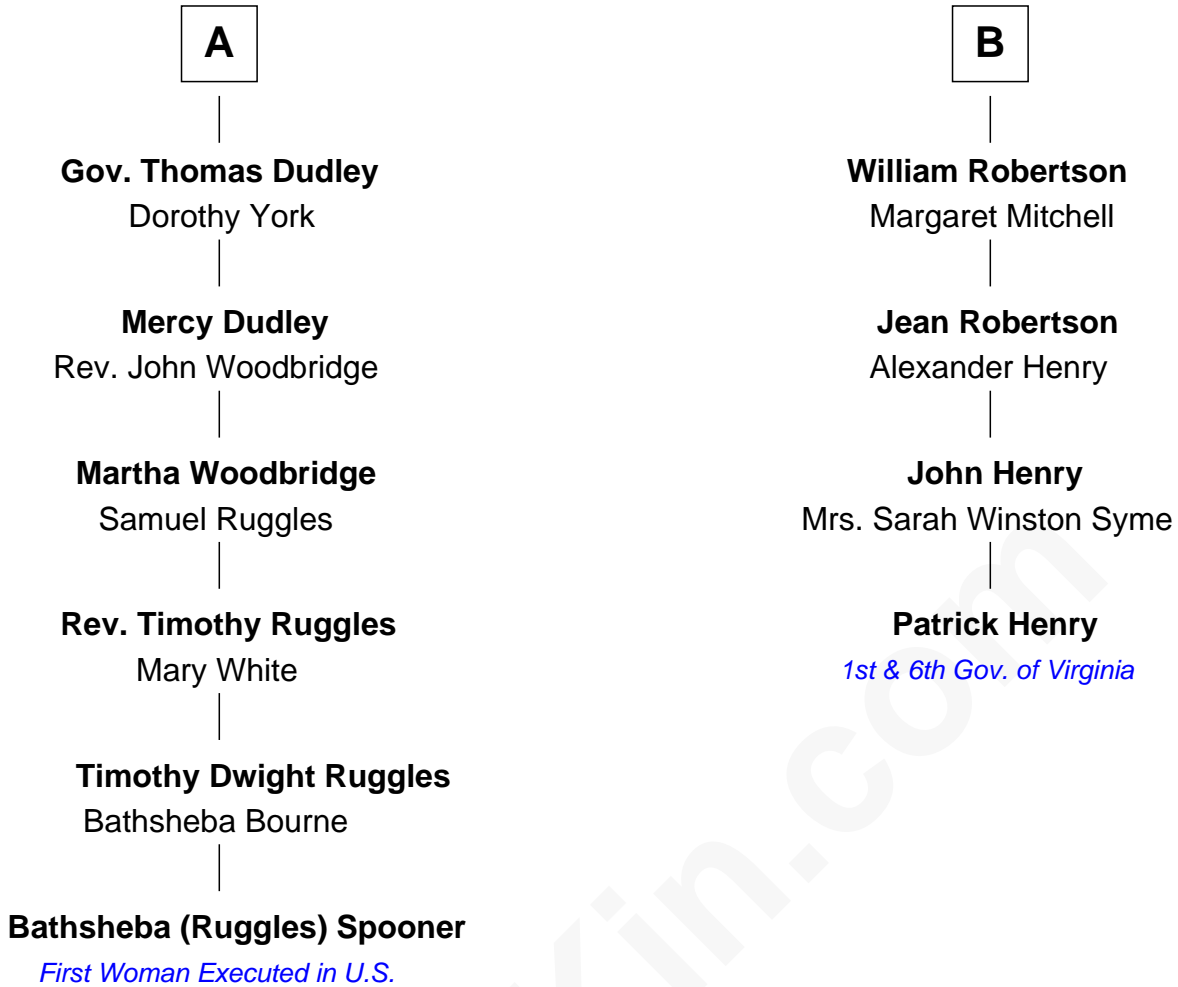 A
Gov. Thomas Dudley
Dorothy York
Mercy Dudley
Rev. John Woodbridge
Martha Woodbridge
Samuel Ruggles
Rev. Timothy Ruggles
Mary White
Timothy Dwight Ruggles
Bathsheba Bourne
Bathsheba (Ruggles) Spooner
First Woman Executed in U.S.
B
William Robertson
Margaret Mitchell
Jean Robertson
Alexander Henry
John Henry
Mrs. Sarah Winston Syme
Patrick Henry
1st & 6th Gov. of Virginia
Kin.com